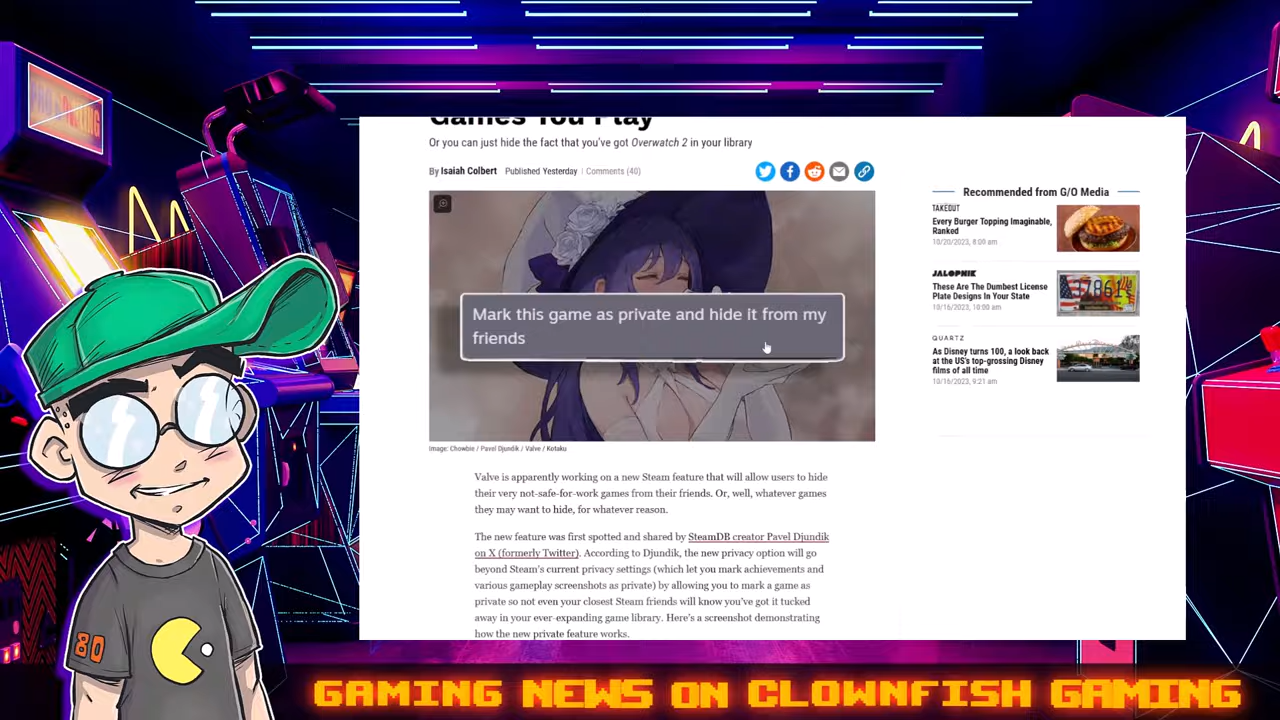 Games You Play
Or you can just hide the fact that you've got Overwatch 2 in your library
By Isaiah Colbert Published Yesterday | Comments (40)
Mark this game as private and hide it from my
friends
Image: Chowbie / Pavel Djundik / Valve / Kotaku
Valve is apparently working on a new Steam feature that will allow users to hide
their very not-safe-for-work games from their friends. Or, well, whatever games
they may want to hide, for whatever reason.
The new feature was first spotted and shared by SteamDB creator Pavel Djundik
on X (formerly Twitter). According to Djundik, the new privacy option will go
beyond Steam's current privacy settings (which let you mark achievements and
various gameplay screenshots as private) by allowing you to mark a game as
private so not even your closest Steam friends will know you've got it tucked
away in your ever-expanding game library. Here's a screenshot demonstrating
how the new private feature works.
Recommended from G/O Media
TAKEOUT
Every Burger Topping Imaginable,
Ranked
10/20/2023, 8:09 am
JALOPNIK
These Are The Dumbest License
Plate Designs In Your State
10/16/2023, 10:00 am
QUARTZ
As Disney turns 100, a look back
at the US's top-grossing Disney
films of all time
10/16/2023, 9:21 am
80
GAMING NEWS ON CLOWNFISH GAMING